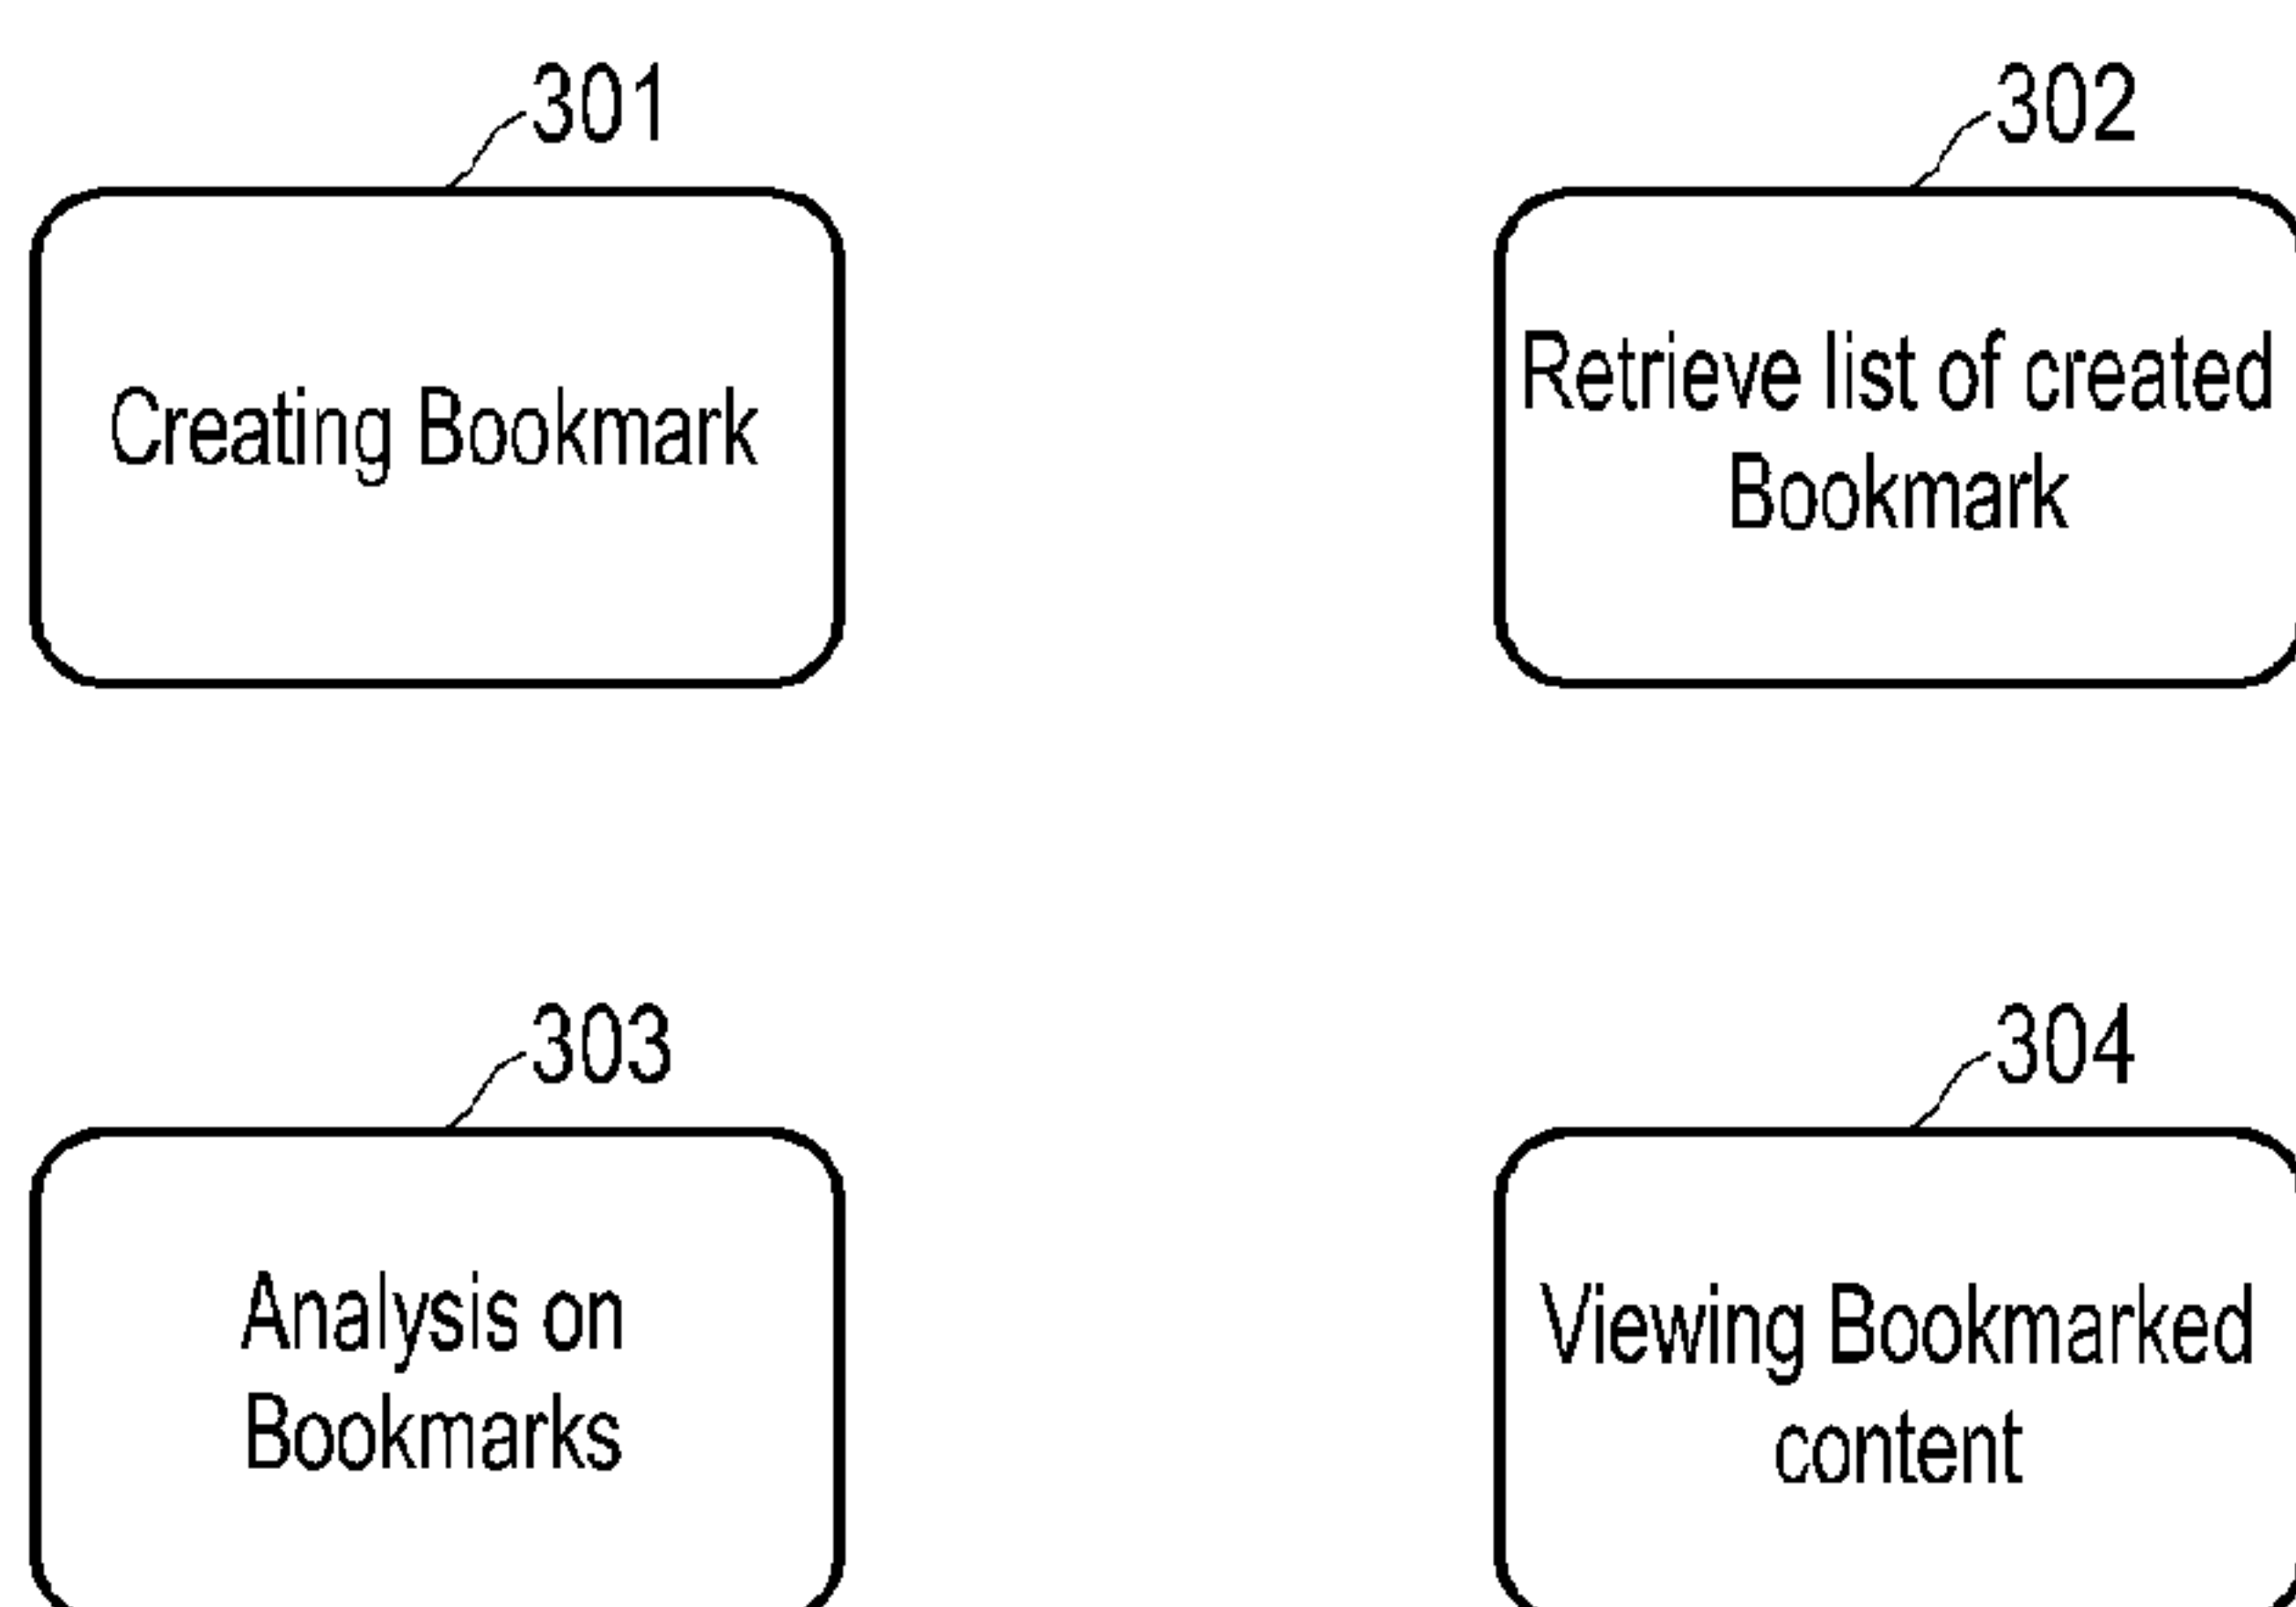 301
Creating Bookmark
302
Retrieve list of created
Bookmark
303
Analysis on
Bookmarks
304
Viewing Bookmarked
content